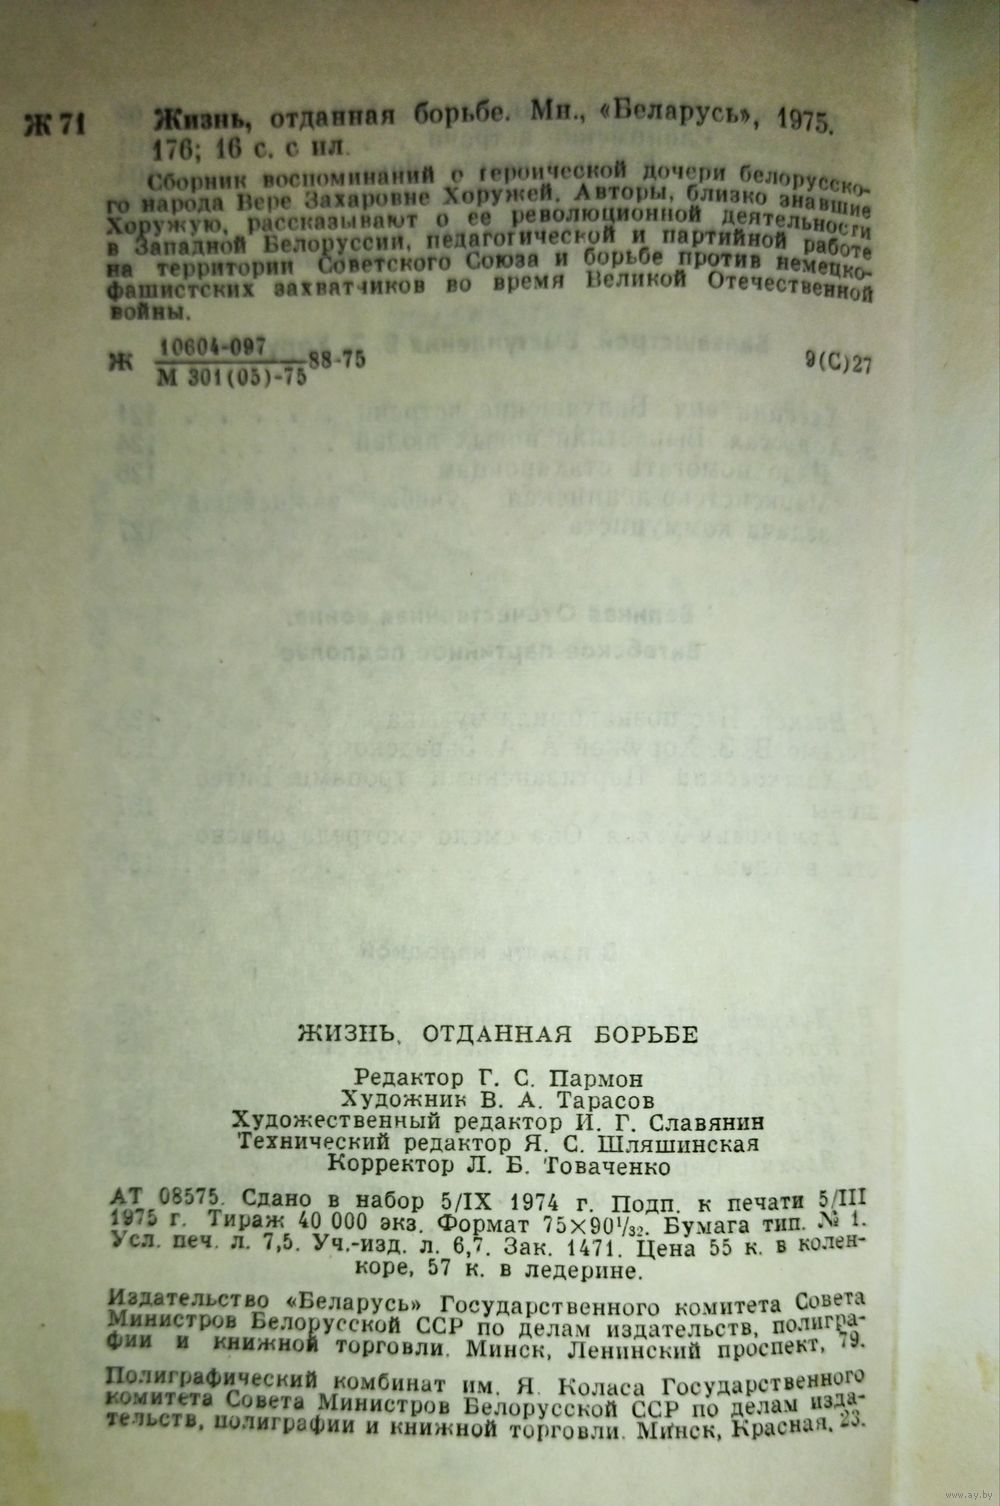 Ж 71 Жизнь, отданная борьбе. Мн., «Беларусь», 1975.
176; 16 с. с ил.
Сборник воспоминаний о героической дочери белорусско-
го народа Вере Захаровне Хоружей. Авторы, близко знавшие
Хоружую, рассказывают о ее революционной деятельности
в Западной Белоруссии, педагогической и партийной работе
на территории Советского Союза и борьбе против немецко-
фашистских захватчиков во время Великой Отечественной
войны.
Ж 10604-097 88-75 9(С)27
М 301(05)-75
ЖИЗНЬ, ОТДАННАЯ БОРЬБЕ
Редактор Г. С. Пармон
Художник В. А. Тарасов
Художественный редактор И. Г. Славянин
Технический редактор Я. С. Шляшинская
Корректор Л. Б. Товаченко
АТ 08575. Сдано в набор 5/IX 1974 г. Подп. к печати 5/III
1975 г. Тираж 40 000 экз. Формат 75×90¹/₃₂. Бумага тип. № 1.
Усл. печ. л. 7,5. Уч.-изд. л. 6,7. Зак. 1471. Цена 55 к. в колен-
коре, 57 к. в ледерине.
Издательство «Беларусь» Государственного комитета Совета
Министров Белорусской ССР по делам издательств, полигра-
фии и книжной торговли. Минск, Ленинский проспект, 79.
Полиграфический комбинат им. Я. Коласа Государственного
комитета Совета Министров Белорусской ССР по делам изда-
тельств, полиграфии и книжной торговли. Минск, Красная, 23.
www.ay.by